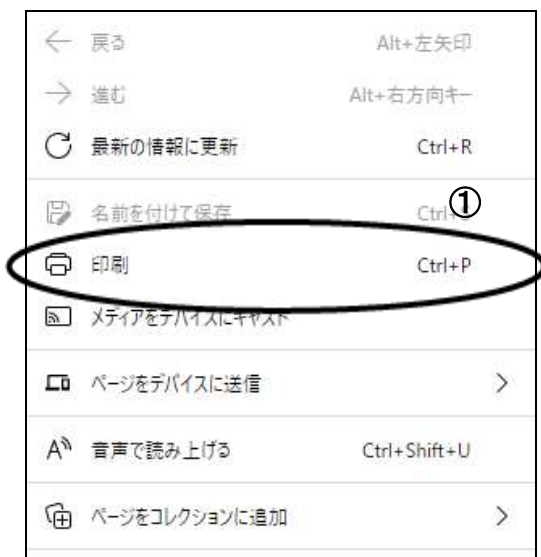 戻る Alt+左矢印
進む Alt+右方向キー
最新の情報に更新 Ctrl+R
名前を付けて保存 Ctrl+
①
印刷 Ctrl+P
メディアをデバイスにキャスト
ページをデバイスに送信
音声で読み上げる Ctrl+Shift+U
ページをコレクションに追加